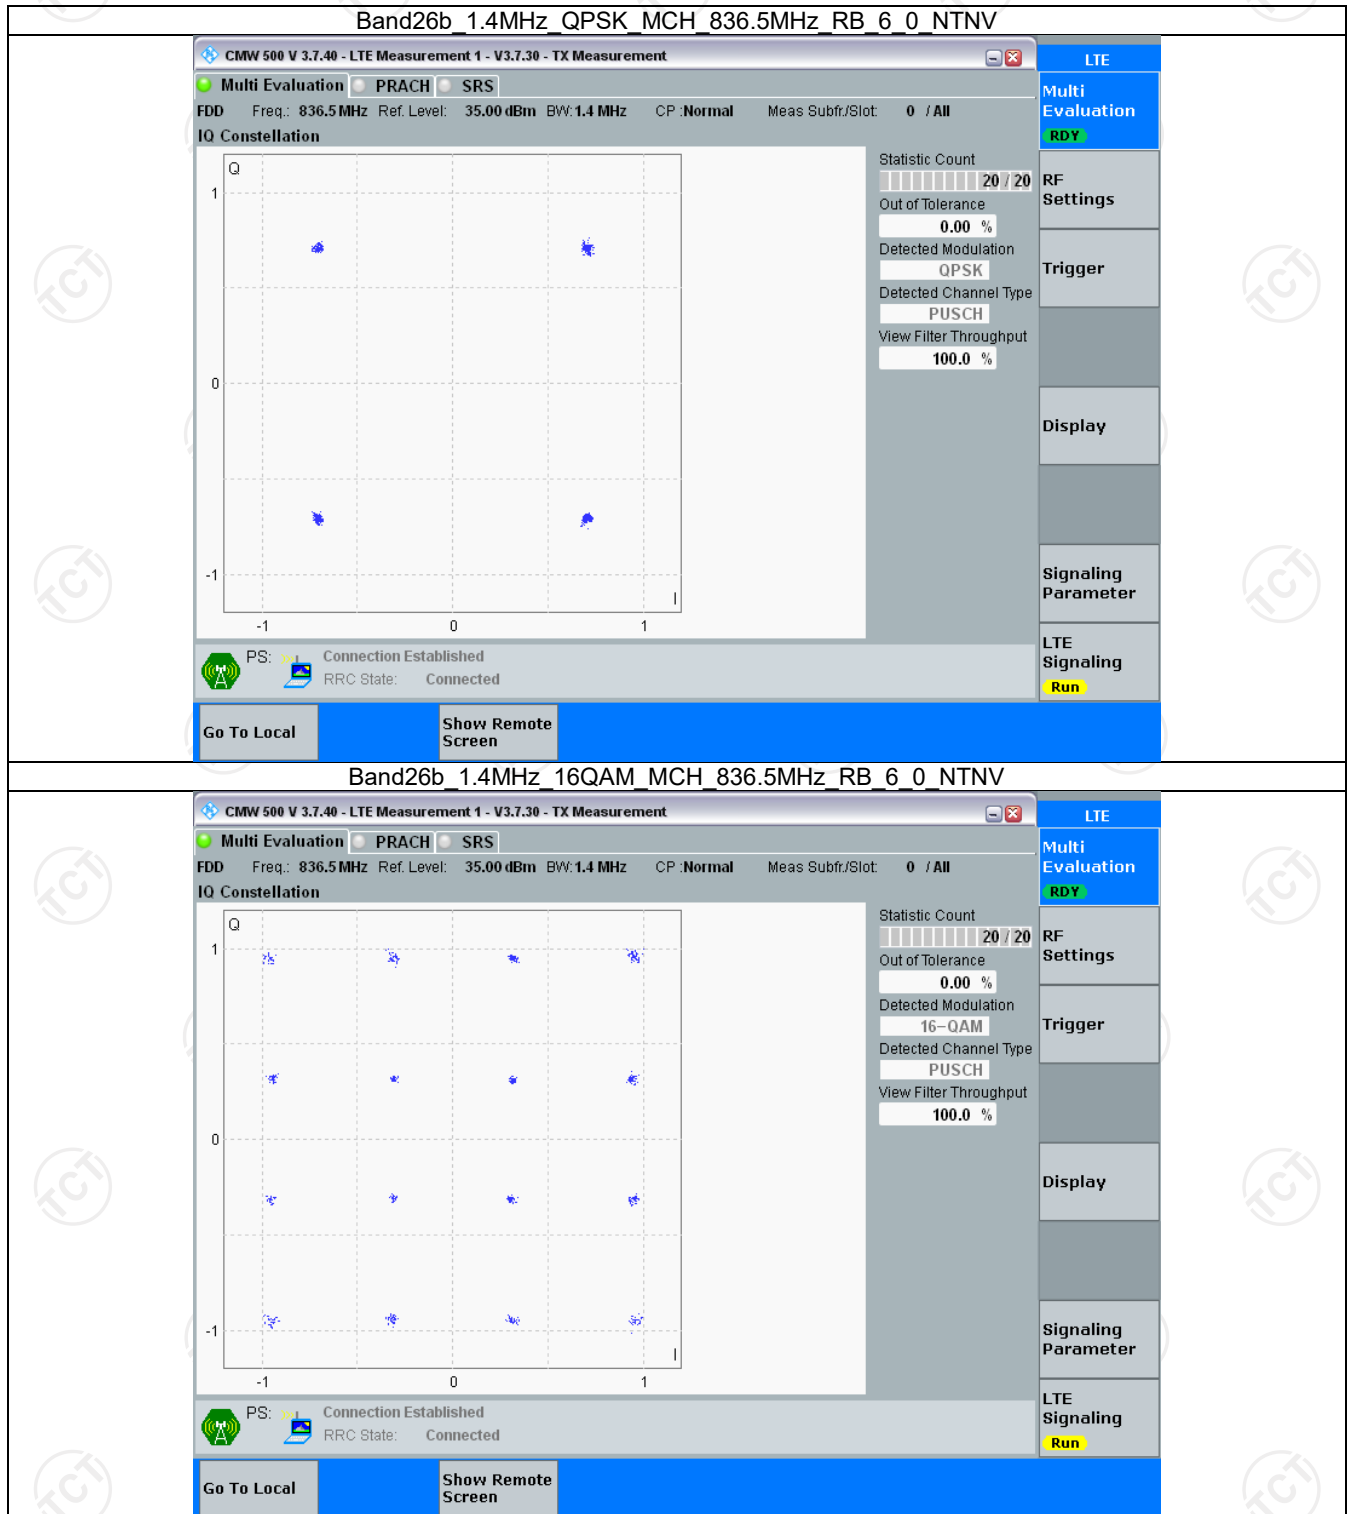 Band26b_1.4MHz_QPSK_MCH_836.5MHz_RB_6_0_NTNV
CMW 500 V 3.7.40 - LTE Measurement 1 - V3.7.30 - TX Measurement
LTE
Multi Evaluation PRACH SRS
Multi
Evaluation
RDY
FDD Freq.: 836.5 MHz Ref. Level: 35.00 dBm BW: 1.4 MHz CP :Normal Meas Subfr./Slot: 0 / All
IQ Constellation
Q
1
0
-1
I
-1 0 1
Statistic Count
20 / 20
Out of Tolerance
0.00 %
Detected Modulation
QPSK
Detected Channel Type
PUSCH
View Filter Throughput
100.0 %
RF
Settings
Trigger
Display
Signaling
Parameter
LTE
Signaling
Run
PS: Connection Established
RRC State: Connected
Go To Local
Show Remote
Screen
Band26b_1.4MHz_16QAM_MCH_836.5MHz_RB_6_0_NTNV
CMW 500 V 3.7.40 - LTE Measurement 1 - V3.7.30 - TX Measurement
LTE
Multi Evaluation PRACH SRS
Multi
Evaluation
RDY
FDD Freq.: 836.5 MHz Ref. Level: 35.00 dBm BW: 1.4 MHz CP :Normal Meas Subfr./Slot: 0 / All
IQ Constellation
Q
1
0
-1
I
-1 0 1
Statistic Count
20 / 20
Out of Tolerance
0.00 %
Detected Modulation
16-QAM
Detected Channel Type
PUSCH
View Filter Throughput
100.0 %
RF
Settings
Trigger
Display
Signaling
Parameter
LTE
Signaling
Run
PS: Connection Established
RRC State: Connected
Go To Local
Show Remote
Screen
TCT
TCT
TCT
TCT
TCT
TCT
TCT
TCT
TCT
TCT